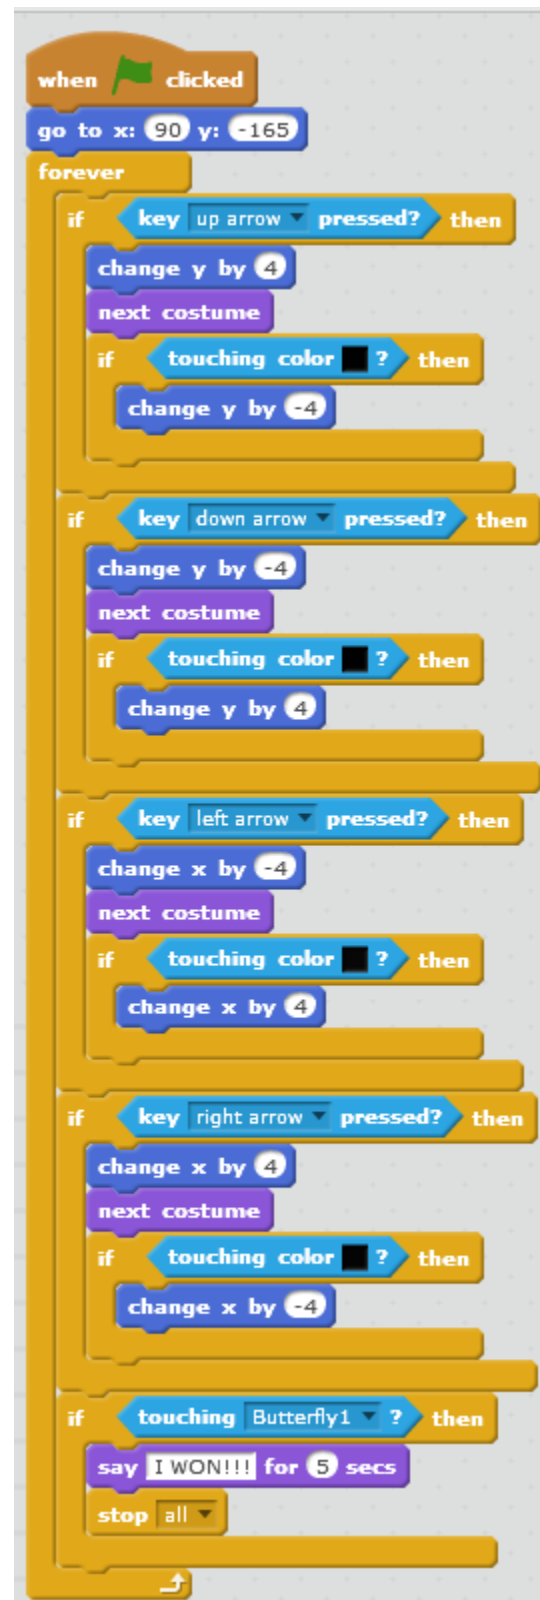 when clicked
go to x: 90 y: -165
forever
if key up arrow pressed? then
change y by 4
next costume
if touching color ? then
change y by -4
if key down arrow pressed? then
change y by -4
next costume
if touching color ? then
change y by 4
if key left arrow pressed? then
change x by -4
next costume
if touching color ? then
change x by 4
if key right arrow pressed? then
change x by 4
next costume
if touching color ? then
change x by -4
if touching Butterfly1 ? then
say I WON!!! for 5 secs
stop all